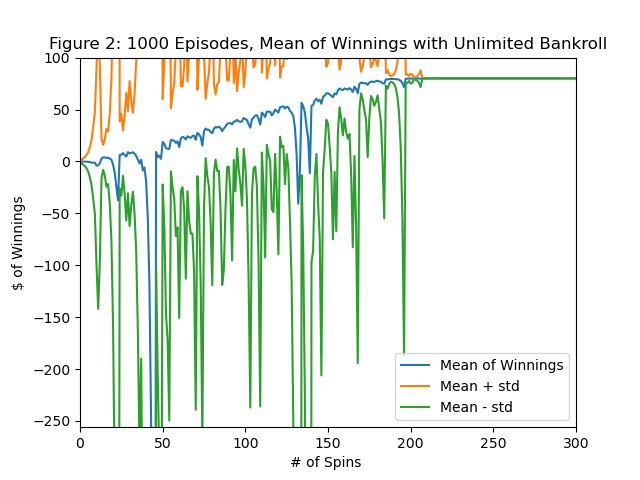 Figure 2: 1000 Episodes, Mean of Winnings with Unlimited Bankroll
100
50
0
−50
−100
−150
−200
−250
$ of Winnings
Mean of Winnings
Mean + std
Mean - std
0 50 100 150 200 250 300
# of Spins